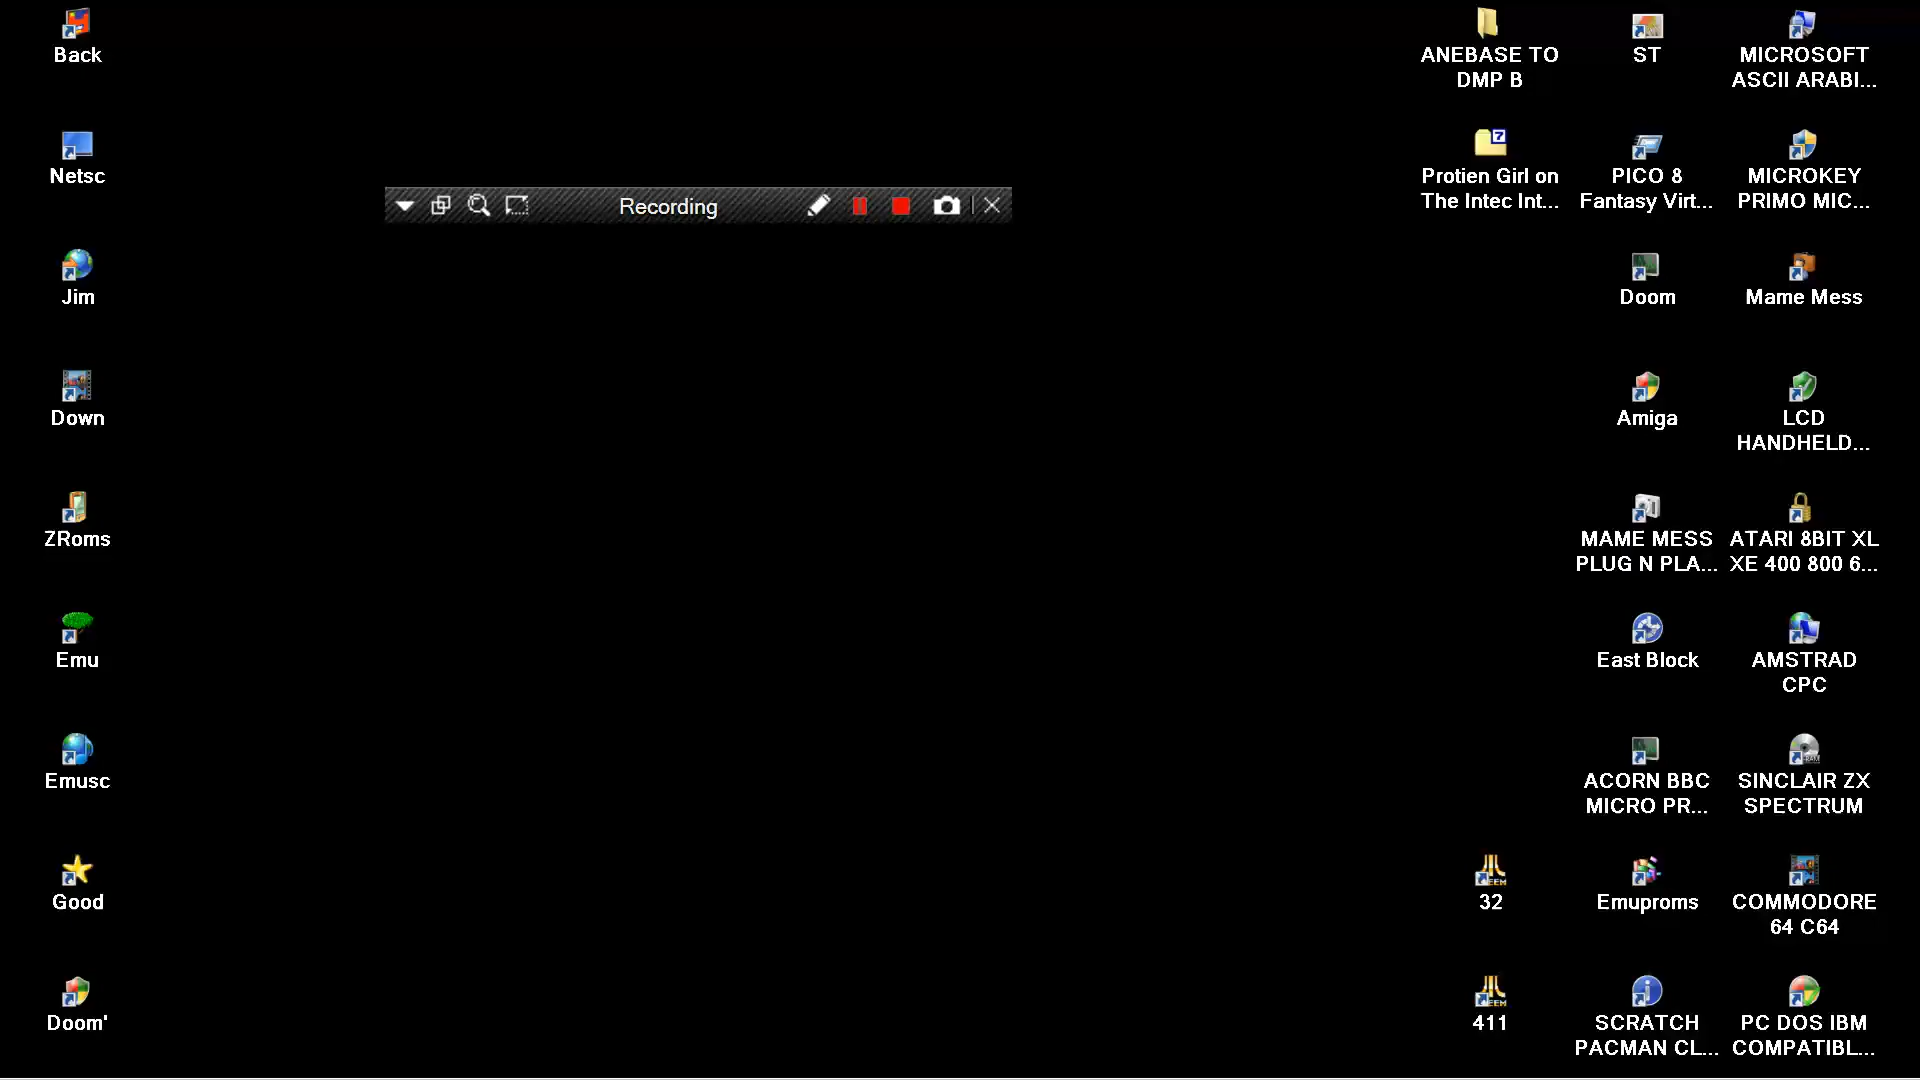 Back
Netsc
Jim
Down
ZRoms
Emu
Emusc
Good
Doom'
Recording
ANEBASE TO
DMP B
7
Protien Girl on
The Intec Int...
32
411
ST
PICO 8
Fantasy Virt...
Doom
Amiga
MAME MESS
PLUG N PLA...
East Block
ACORN BBC
MICRO PR...
Emuproms
SCRATCH
PACMAN CL...
MICROSOFT
ASCII ARABI...
MICROKEY
PRIMO MIC...
Mame Mess
LCD
HANDHELD...
ATARI 8BIT XL
XE 400 800 6...
AMSTRAD
CPC
SINCLAIR ZX
SPECTRUM
COMMODORE
64 C64
PC DOS IBM
COMPATIBL...